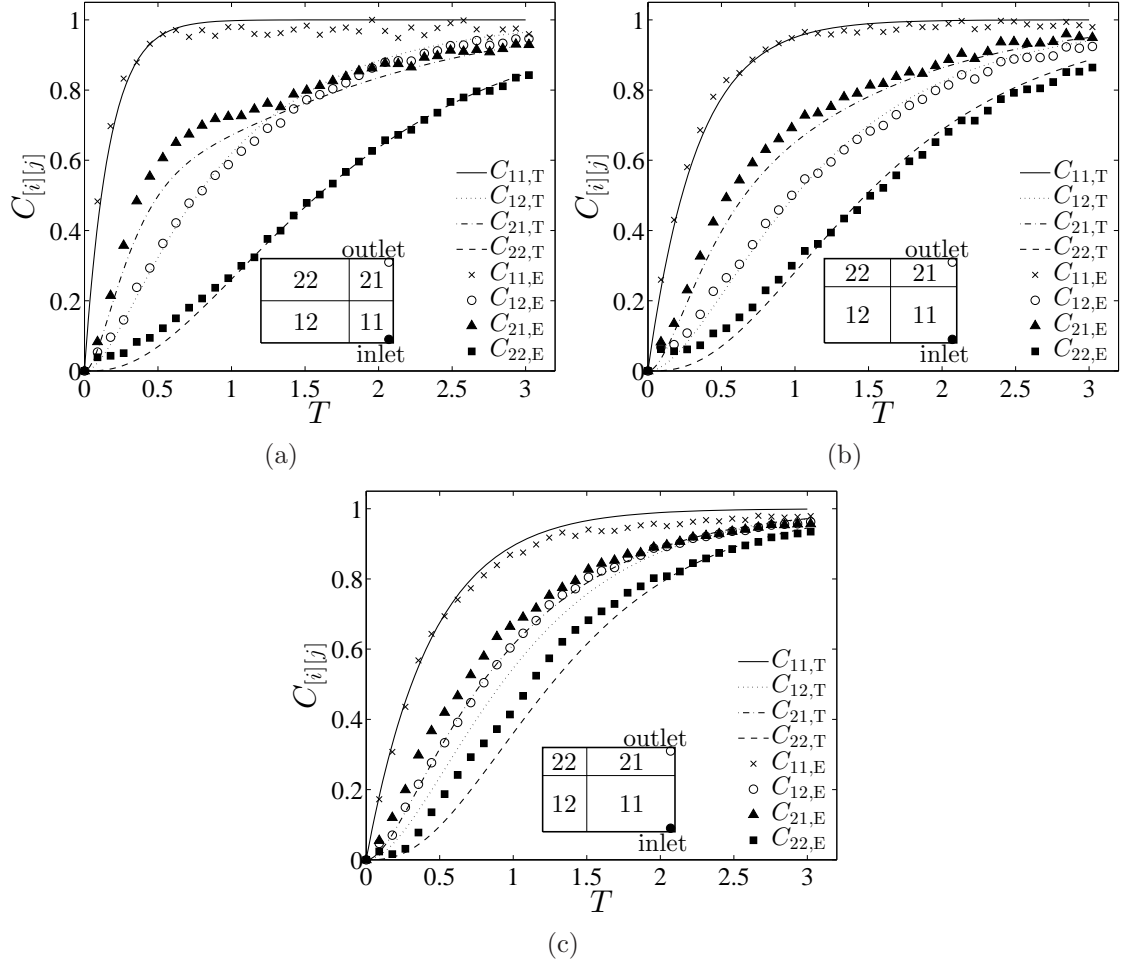 1
0.8
0.6
0.4
0.2
0
C[i][j]
0 0.5 1 1.5 2 2.5 3
T
C11,T
C12,T
C21,T
C22,T
C11,E
C12,E
C21,E
C22,E
outlet
22 21
12 11
inlet
(a)
1
0.8
0.6
0.4
0.2
0
C[i][j]
0 0.5 1 1.5 2 2.5 3
T
C11,T
C12,T
C21,T
C22,T
C11,E
C12,E
C21,E
C22,E
outlet
22 21
12 11
inlet
(b)
1
0.8
0.6
0.4
0.2
0
C[i][j]
0 0.5 1 1.5 2 2.5 3
T
C11,T
C12,T
C21,T
C22,T
C11,E
C12,E
C21,E
C22,E
outlet
22 21
12 11
inlet
(c)